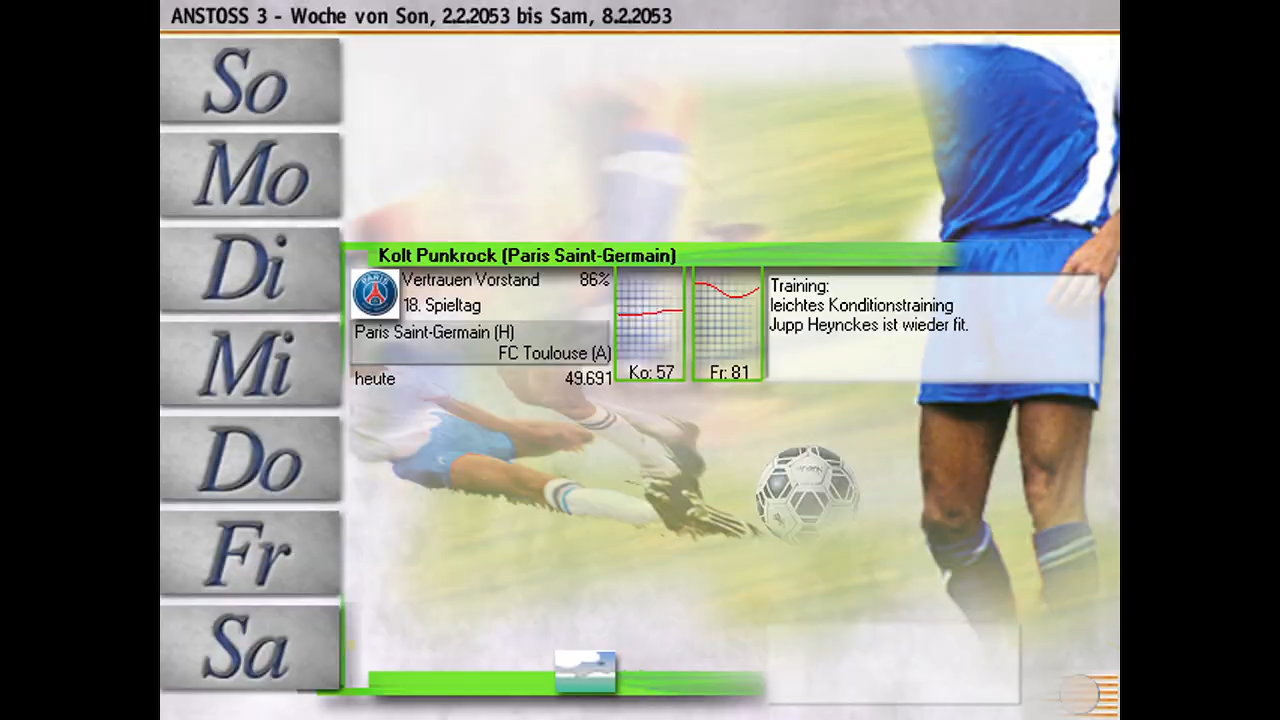 ANSTOSS 3 - Woche von Son, 2.2.2053 bis Sam, 8.2.2053
So
Mo
Di
Mi
Do
Fr
Sa
Kolt Punkrock (Paris Saint-Germain)
PARIS
Vertrauen Vorstand 86%
18. Spieltag
Paris Saint-Germain (H)
FC Toulouse (A)
heute 49.691
Ko: 57
Fr: 81
Training:
leichtes Konditionstraining
Jupp Heynckes ist wieder fit.